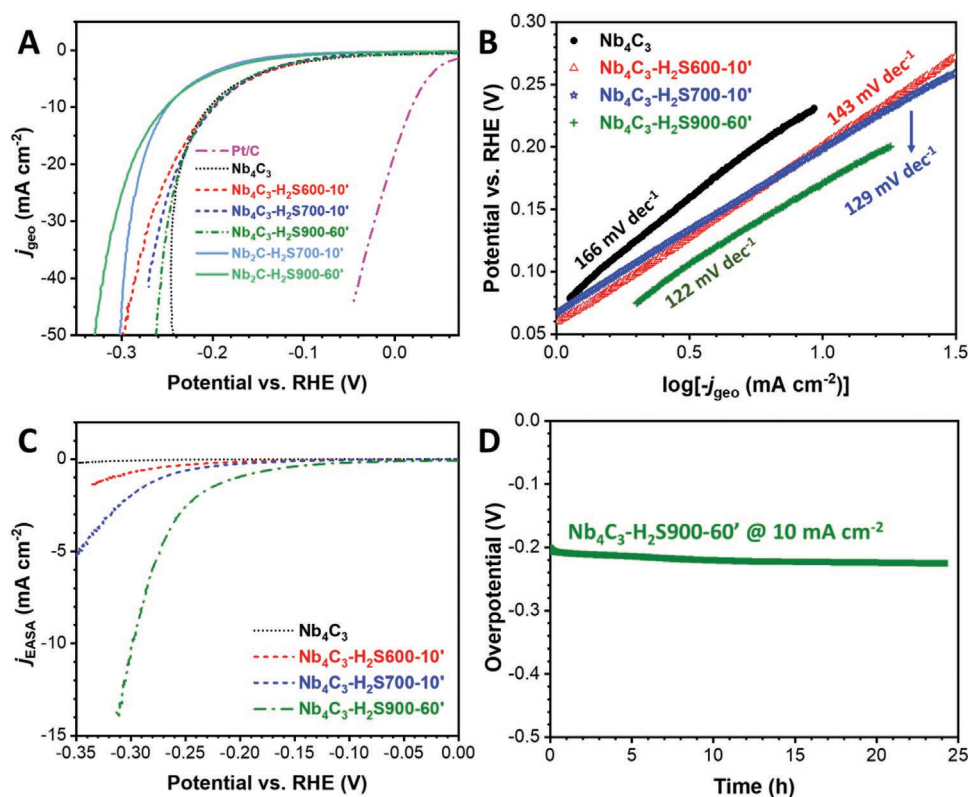 A
j_geo (mA cm⁻²)
0
-10
-20
-30
-40
-50
Pt/C
Nb₄C₃
Nb₄C₃-H₂S600-10'
Nb₄C₃-H₂S700-10'
Nb₄C₃-H₂S900-60'
Nb₂C-H₂S700-10'
Nb₂C-H₂S900-60'
-0.3 -0.2 -0.1 0.0
Potential vs. RHE (V)
B
Potential vs. RHE (V)
0.25
0.20
0.15
0.10
0.05
Nb₄C₃
Nb₄C₃-H₂S600-10'
Nb₄C₃-H₂S700-10'
Nb₄C₃-H₂S900-60'
143 mV dec⁻¹
166 mV dec⁻¹
129 mV dec⁻¹
122 mV dec⁻¹
0.0 0.5 1.0 1.5
log[-j_geo (mA cm⁻²)]
C
j_EASA (mA cm⁻²)
0
-5
-10
-15
Nb₄C₃
Nb₄C₃-H₂S600-10'
Nb₄C₃-H₂S700-10'
Nb₄C₃-H₂S900-60'
-0.35 -0.30 -0.25 -0.20 -0.15 -0.10 -0.05 0.00
Potential vs. RHE (V)
D
Overpotential (V)
0.0
-0.1
-0.2
-0.3
-0.4
-0.5
Nb₄C₃-H₂S900-60’ @ 10 mA cm⁻²
0 5 10 15 20 25
Time (h)